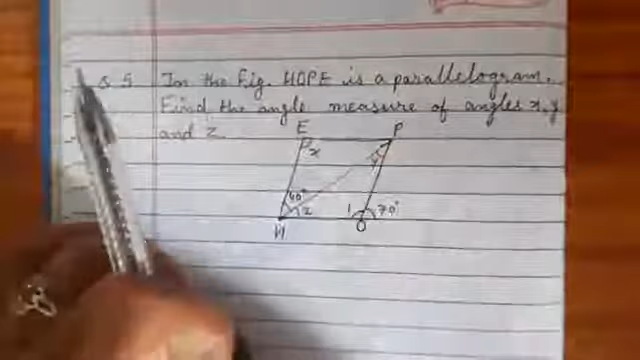 Q 5 In the fig. HOPE is a parallelogram.
Find the angle measure of angles x, y
and z.
E P
x y
40°
z 1 70°
H O